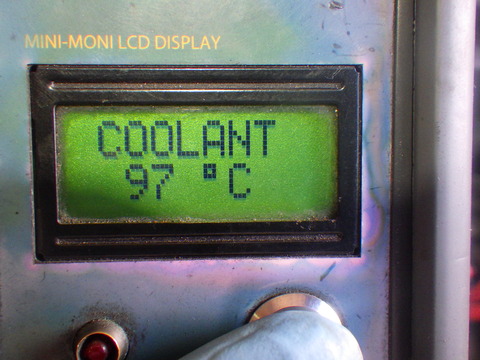 MINI-MONI LCD DISPLAY
COOLANT
97 °C